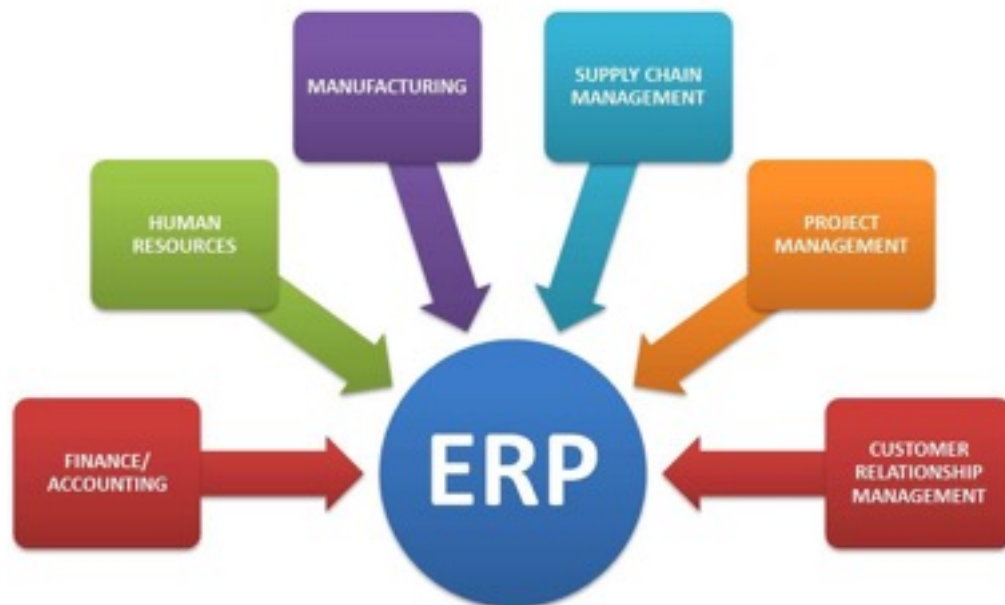 MANUFACTURING
SUPPLY CHAIN
MANAGEMENT
HUMAN
RESOURCES
PROJECT
MANAGEMENT
FINANCE/
ACCOUNTING
ERP
CUSTOMER
RELATIONSHIP
MANAGEMENT